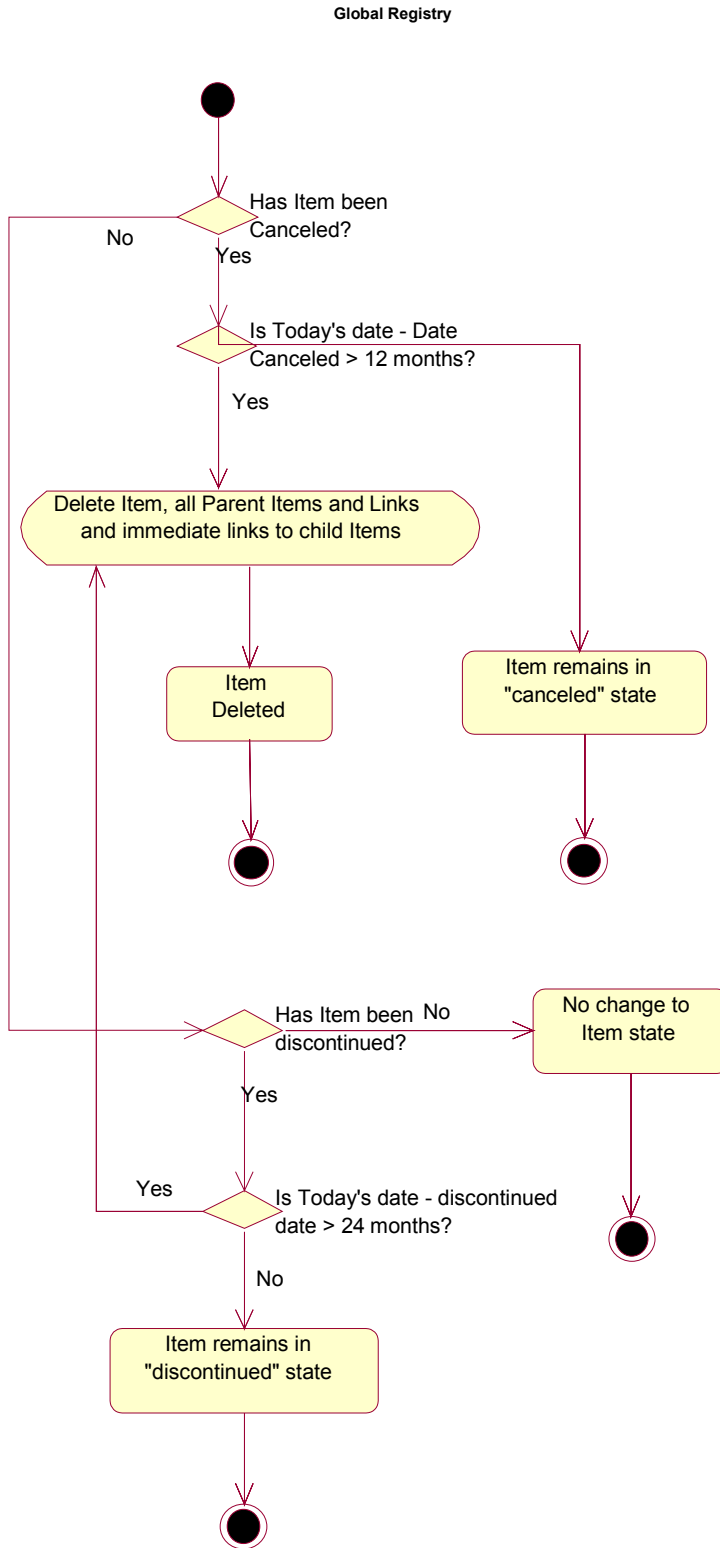 Global Registry
Has Item been
Canceled?
No
Yes
Is Today's date - Date
Canceled > 12 months?
Yes
Delete Item, all Parent Items and Links
and immediate links to child Items
Item
Deleted
Item remains in
"canceled" state
Has Item been
discontinued?
No
No change to
Item state
Yes
Yes
Is Today's date - discontinued
date > 24 months?
No
Item remains in
"discontinued" state